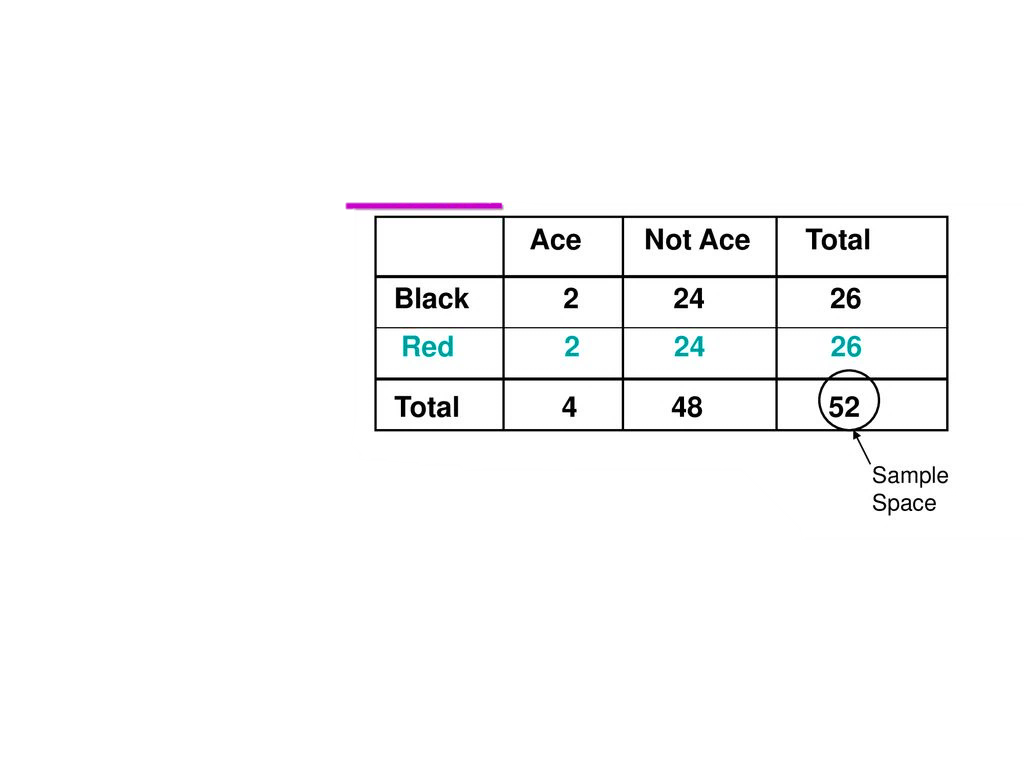 Ace Not Ace Total
Black 2 24 26
Red 2 24 26
Total 4 48 52
Sample
Space